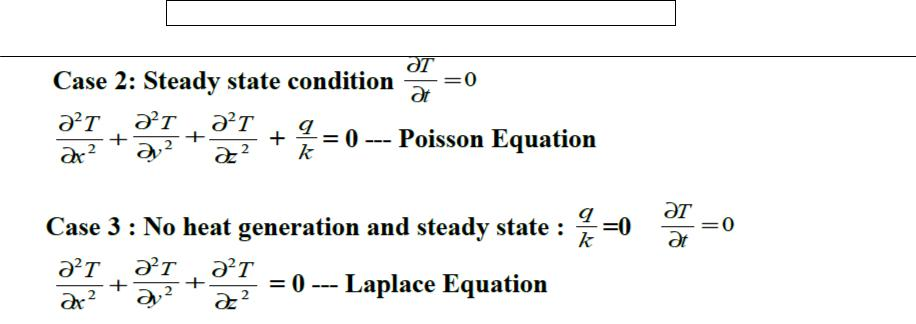 Case 2: Steady state condition ∂T/∂t = 0
∂²T/∂x² + ∂²T/∂y² + ∂²T/∂z² + q/k = 0 --- Poisson Equation
Case 3 : No heat generation and steady state : q/k =0 ∂T/∂t = 0
∂²T/∂x² + ∂²T/∂y² + ∂²T/∂z² = 0 --- Laplace Equation